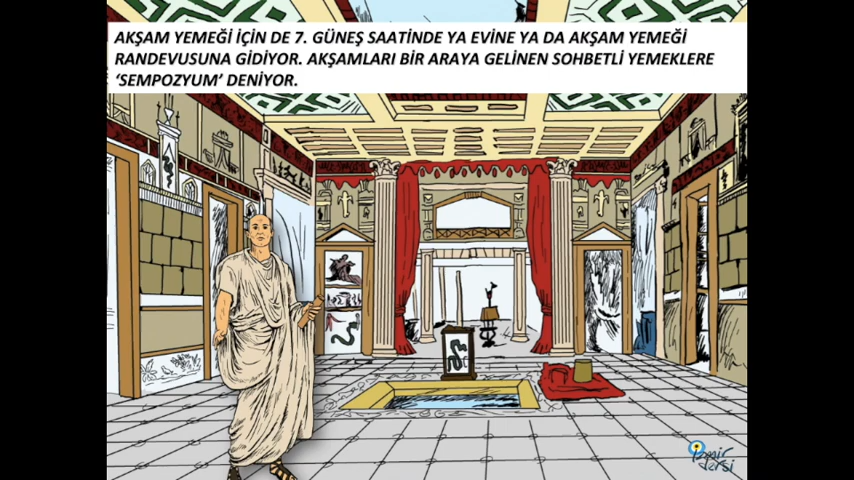 AKŞAM YEMEĞİ İÇİN DE 7. GÜNEŞ SAATİNDE YA EVİNE YA DA AKŞAM YEMEĞİ
RANDEVUSUNA GİDİYOR. AKŞAMLARI BİR ARAYA GELİNEN SOHBETLİ YEMEKLERE
‘SEMPOZYUM’ DENİYOR.
izmir
dersi